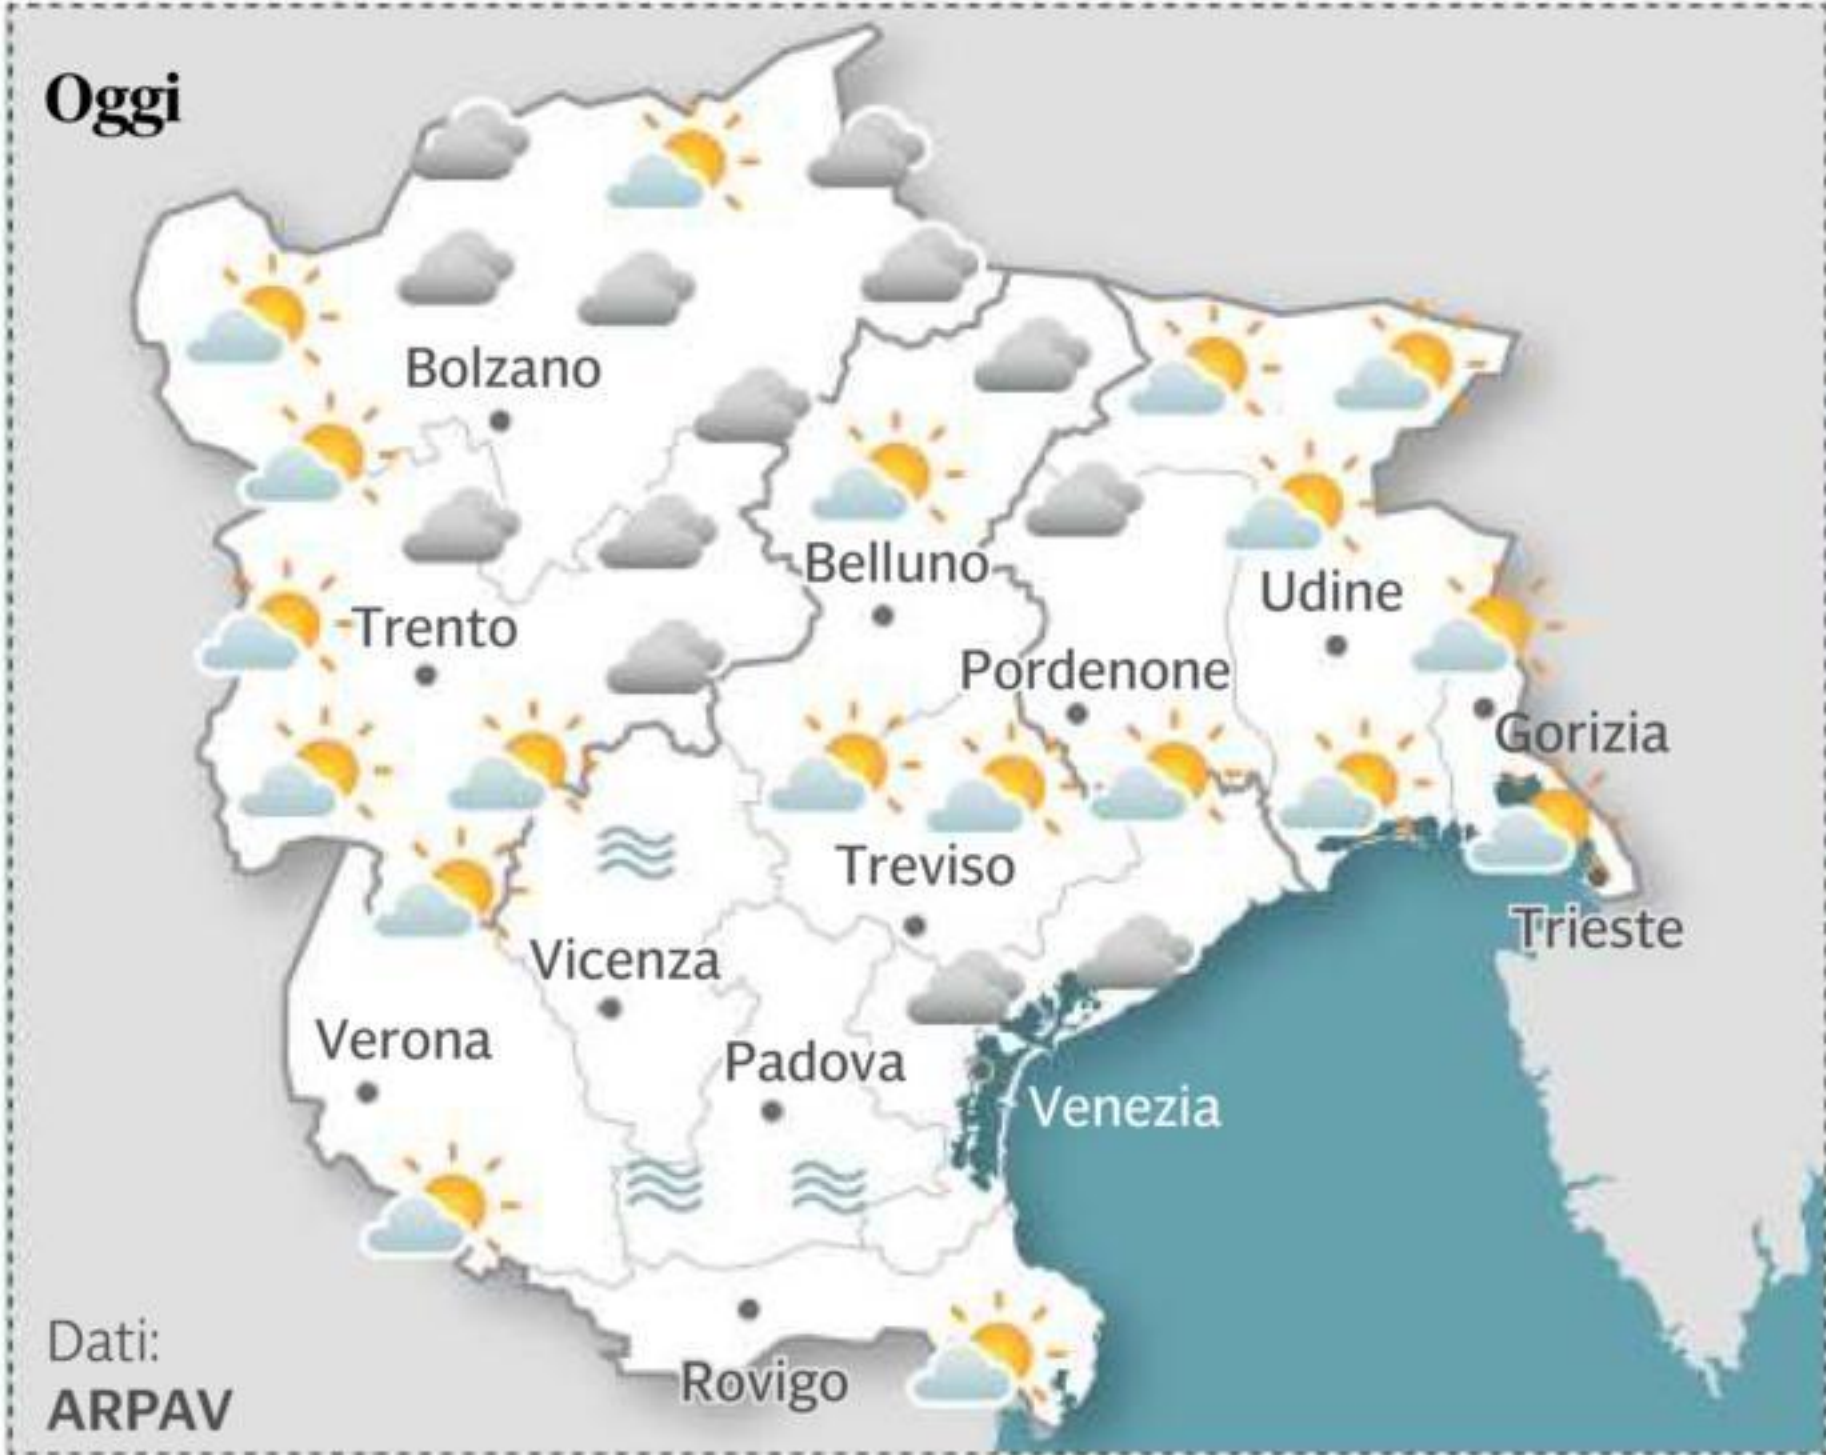 Oggi
Bolzano
Belluno
Udine
Trento
Pordenone
Gorizia
Treviso
Trieste
Vicenza
Verona
Padova
Venezia
Dati:
ARPAV
Rovigo